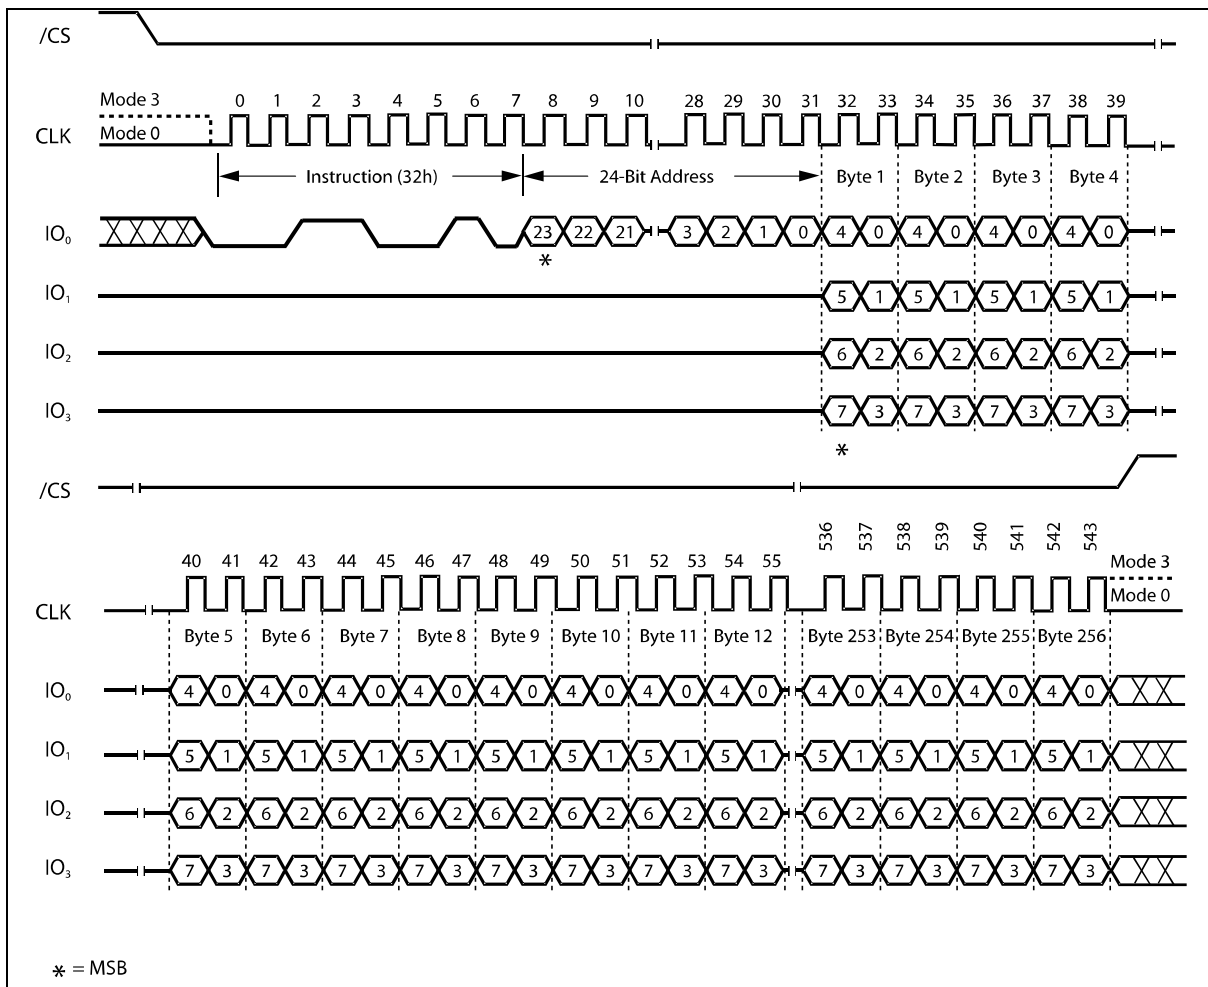 /CS
Mode 3
0 1 2 3 4 5 6 7 8 9 10 28 29 30 31 32 33 34 35 36 37 38 39
CLK
Mode 0
Instruction (32h) 24-Bit Address Byte 1 Byte 2 Byte 3 Byte 4
IO₀ 23 22 21 3 2 1 0 4 0 4 0 4 0 4 0
*
IO₁ 5 1 5 1 5 1 5 1
IO₂ 6 2 6 2 6 2 6 2
IO₃ 7 3 7 3 7 3 7 3
*
/CS
40 41 42 43 44 45 46 47 48 49 50 51 52 53 54 55 536 537 538 539 540 541 542 543 Mode 3
CLK Mode 0
Byte 5 Byte 6 Byte 7 Byte 8 Byte 9 Byte 10 Byte 11 Byte 12 Byte 253 Byte 254 Byte 255 Byte 256
IO₀ 4 0 4 0 4 0 4 0 4 0 4 0 4 0 4 0 4 0 4 0 4 0 4 0
IO₁ 5 1 5 1 5 1 5 1 5 1 5 1 5 1 5 1 5 1 5 1 5 1 5 1
IO₂ 6 2 6 2 6 2 6 2 6 2 6 2 6 2 6 2 6 2 6 2 6 2 6 2
IO₃ 7 3 7 3 7 3 7 3 7 3 7 3 7 3 7 3 7 3 7 3 7 3 7 3
* = MSB